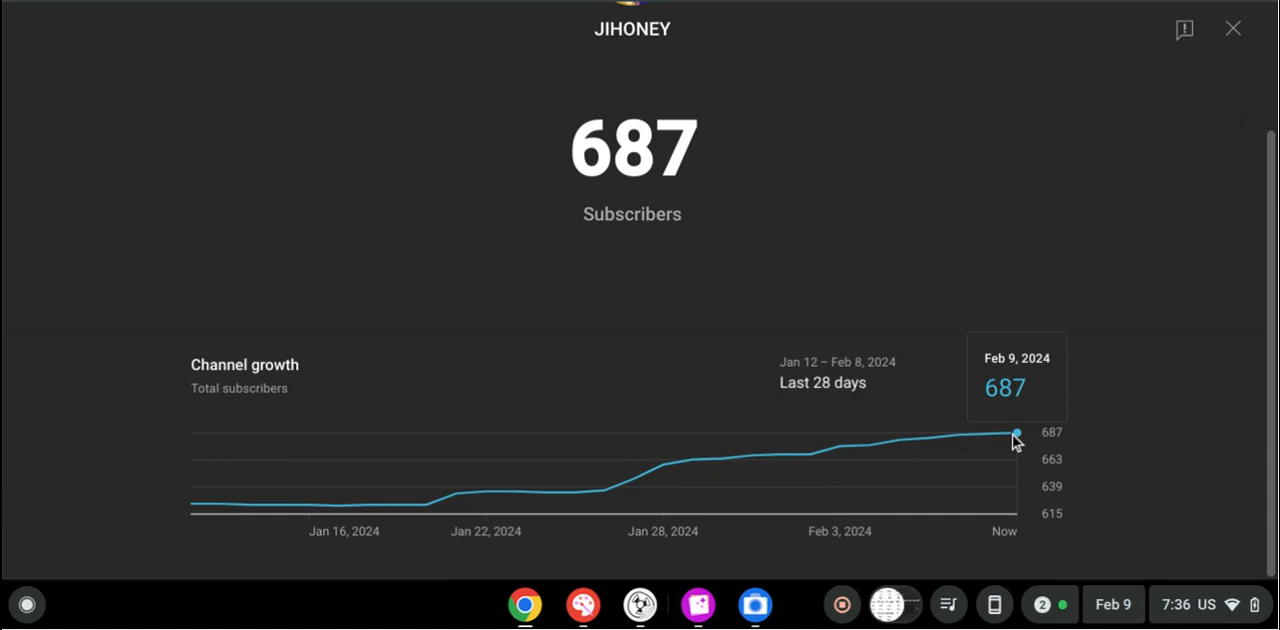 JIHONEY
687
Subscribers
Channel growth
Total subscribers
Jan 12 – Feb 8, 2024
Last 28 days
Feb 9, 2024
687
687
663
639
615
Jan 16, 2024
Jan 22, 2024
Jan 28, 2024
Feb 3, 2024
Now
2
Feb 9
7:36 US